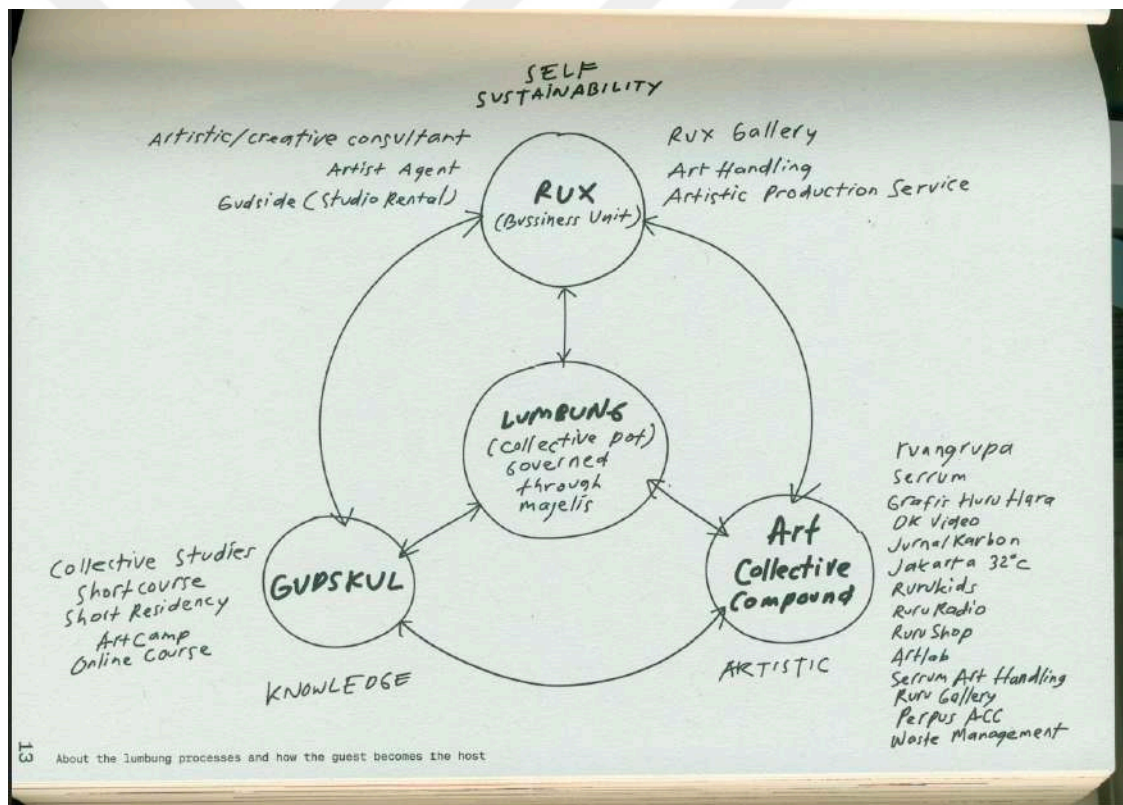 SELF
SUSTAINABILITY
Artistic/creative consultant
Artist Agent
Gudside (Studio Rental)
RUX
(Bussiness Unit)
RUX Gallery
Art Handling
Artistic Production Service
LUMBUNG
(Collective pot)
Governed
through
majelis
GUDSKUL
Collective Studies
Short course
Short Residency
Art Camp
Online Course
KNOWLEDGE
Art
Collective
Compound
ARTISTIC
ruangrupa
Serrum
Grafis Huru Hara
OK Video
Jurnal Karbon
Jakarta 32°c
Rurukids
Ruru Radio
Ruru Shop
Artlab
Serrum Art Handling
Ruru Gallery
Perpus ACC
Waste Management
13
About the lumbung processes and how the guest becomes the host